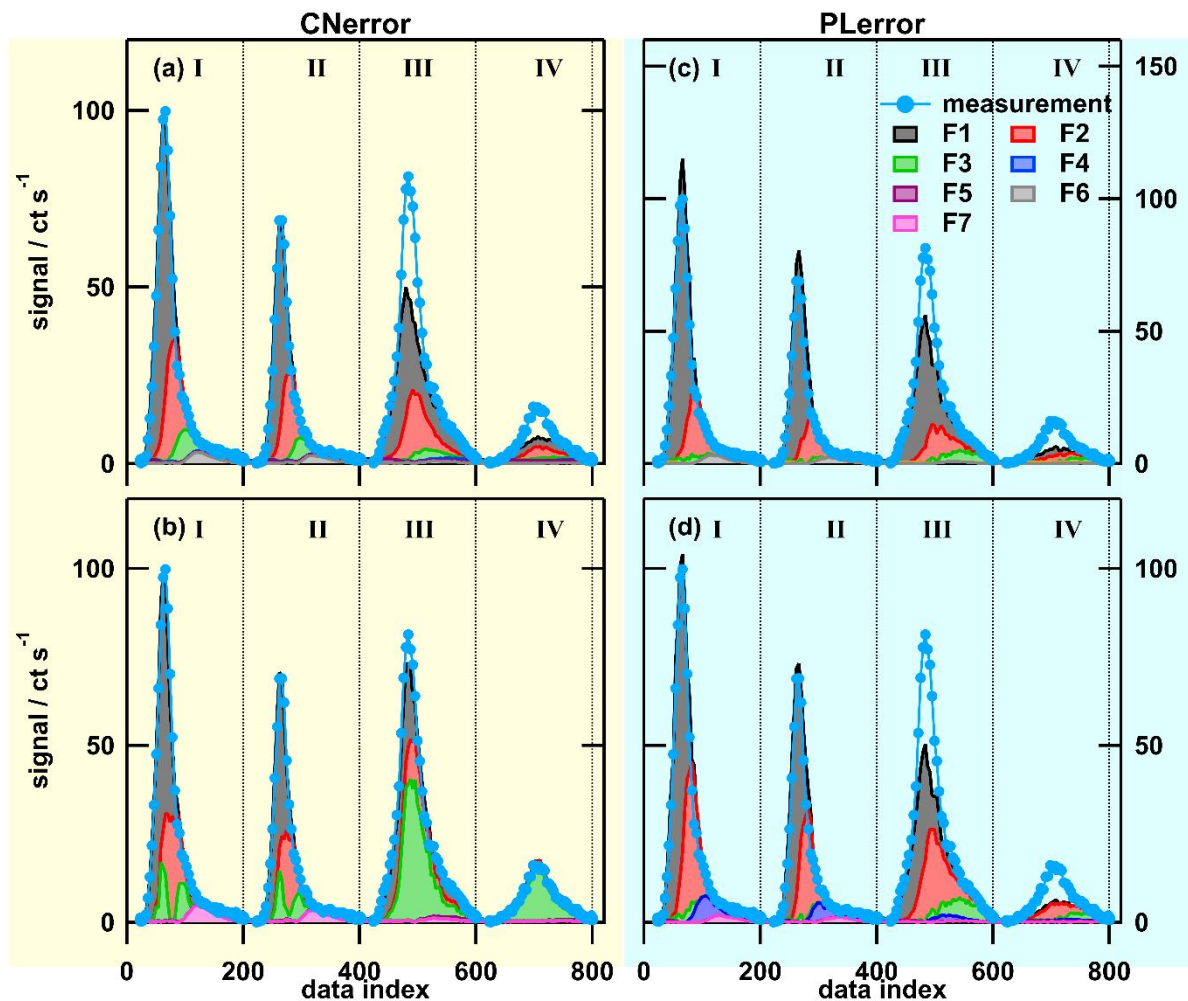 CNerror PLerror
(a) I II III IV
(c) I II III IV
100
50
0
signal / ct s⁻¹
150
100
50
0
measurement
F1 F2
F3 F4
F5 F6
F7
(b) I II III IV
(d) I II III IV
100
50
0
signal / ct s⁻¹
100
50
0
0 200 400 600 800
data index
0 200 400 600 800
data index